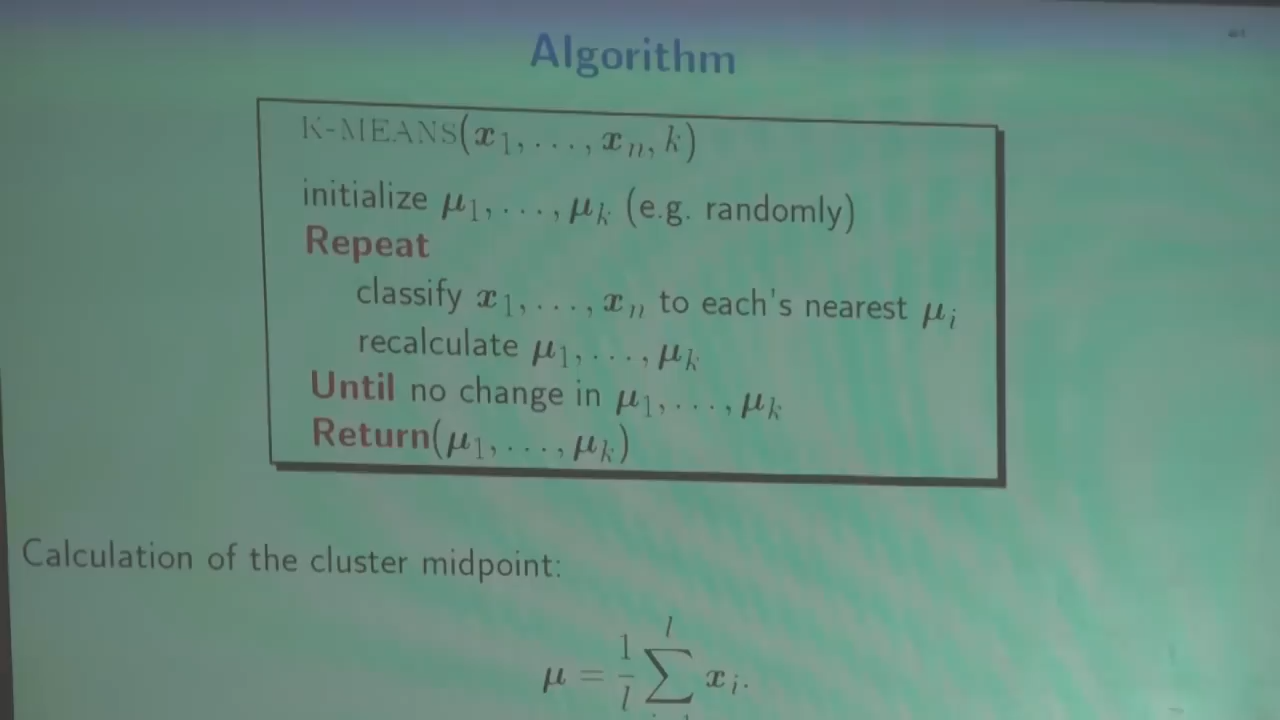 Algorithm
K-MEANS(x₁, . . . , xₙ, k)
initialize μ₁, . . . , μₖ (e.g. randomly)
Repeat
classify x₁, . . . , xₙ to each's nearest μᵢ
recalculate μ₁, . . . , μₖ
Until no change in μ₁, . . . , μₖ
Return(μ₁, . . . , μₖ)
Calculation of the cluster midpoint:
μ = 1/l ∑ˡ xᵢ.